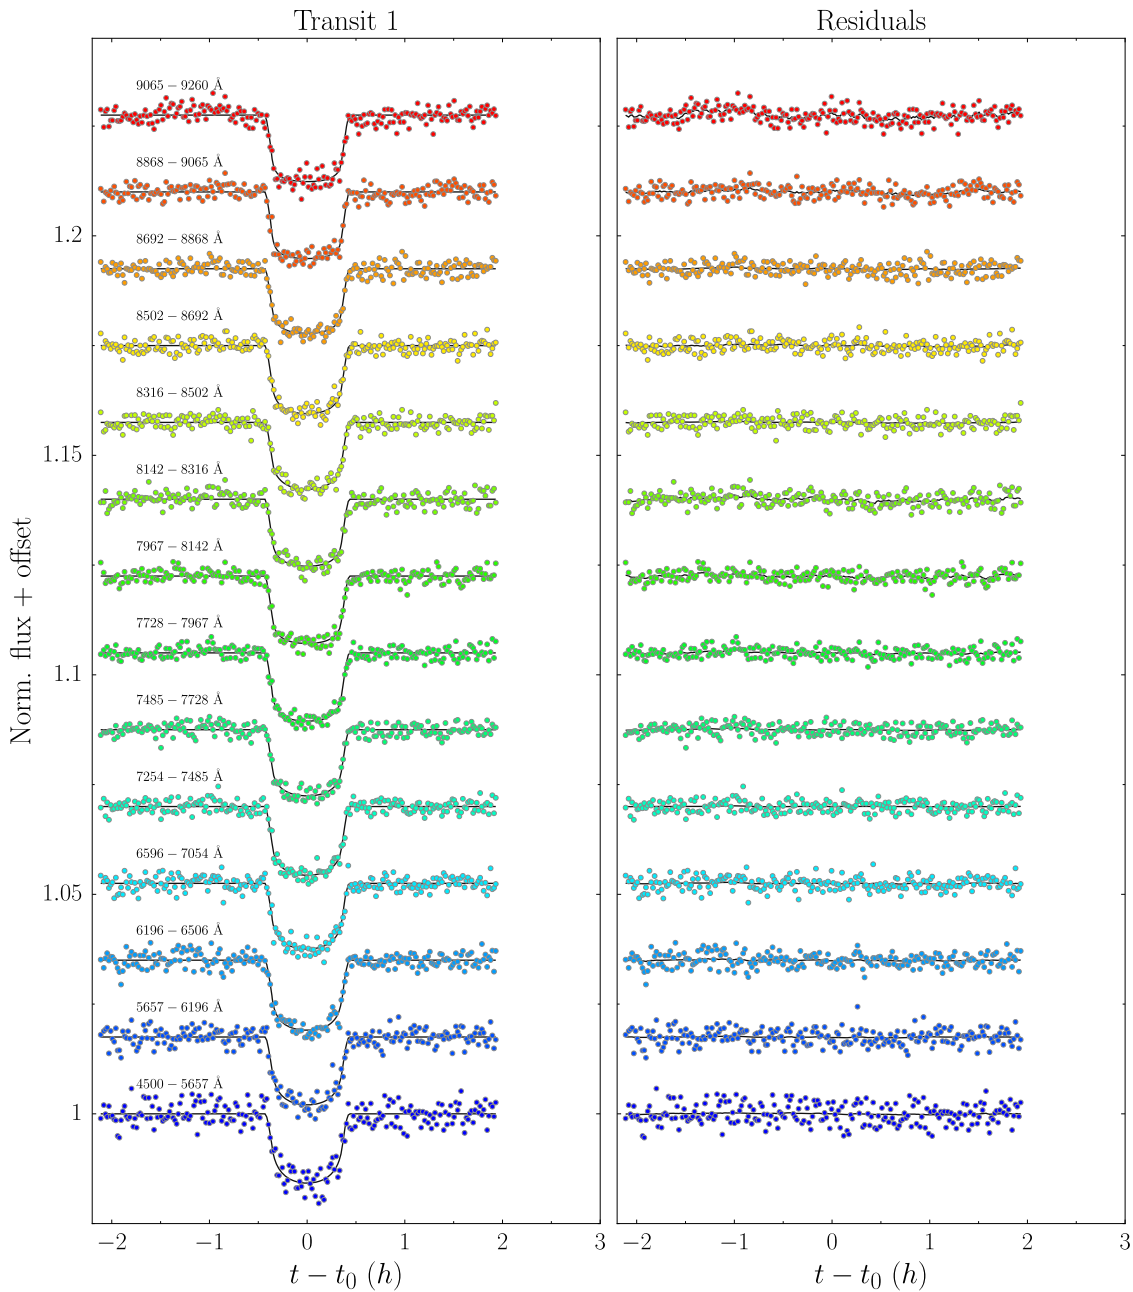 Transit 1
Residuals
9065 − 9260 Å
8868 − 9065 Å
8692 − 8868 Å
8502 − 8692 Å
8316 − 8502 Å
8142 − 8316 Å
7967 − 8142 Å
7728 − 7967 Å
7485 − 7728 Å
7254 − 7485 Å
6596 − 7054 Å
6196 − 6506 Å
5657 − 6196 Å
4500 − 5657 Å
1.2
1.15
1.1
1.05
1
Norm. flux + offset
−2 −1 0 1 2 3
−2 −1 0 1 2 3
t − t₀ (h)
t − t₀ (h)